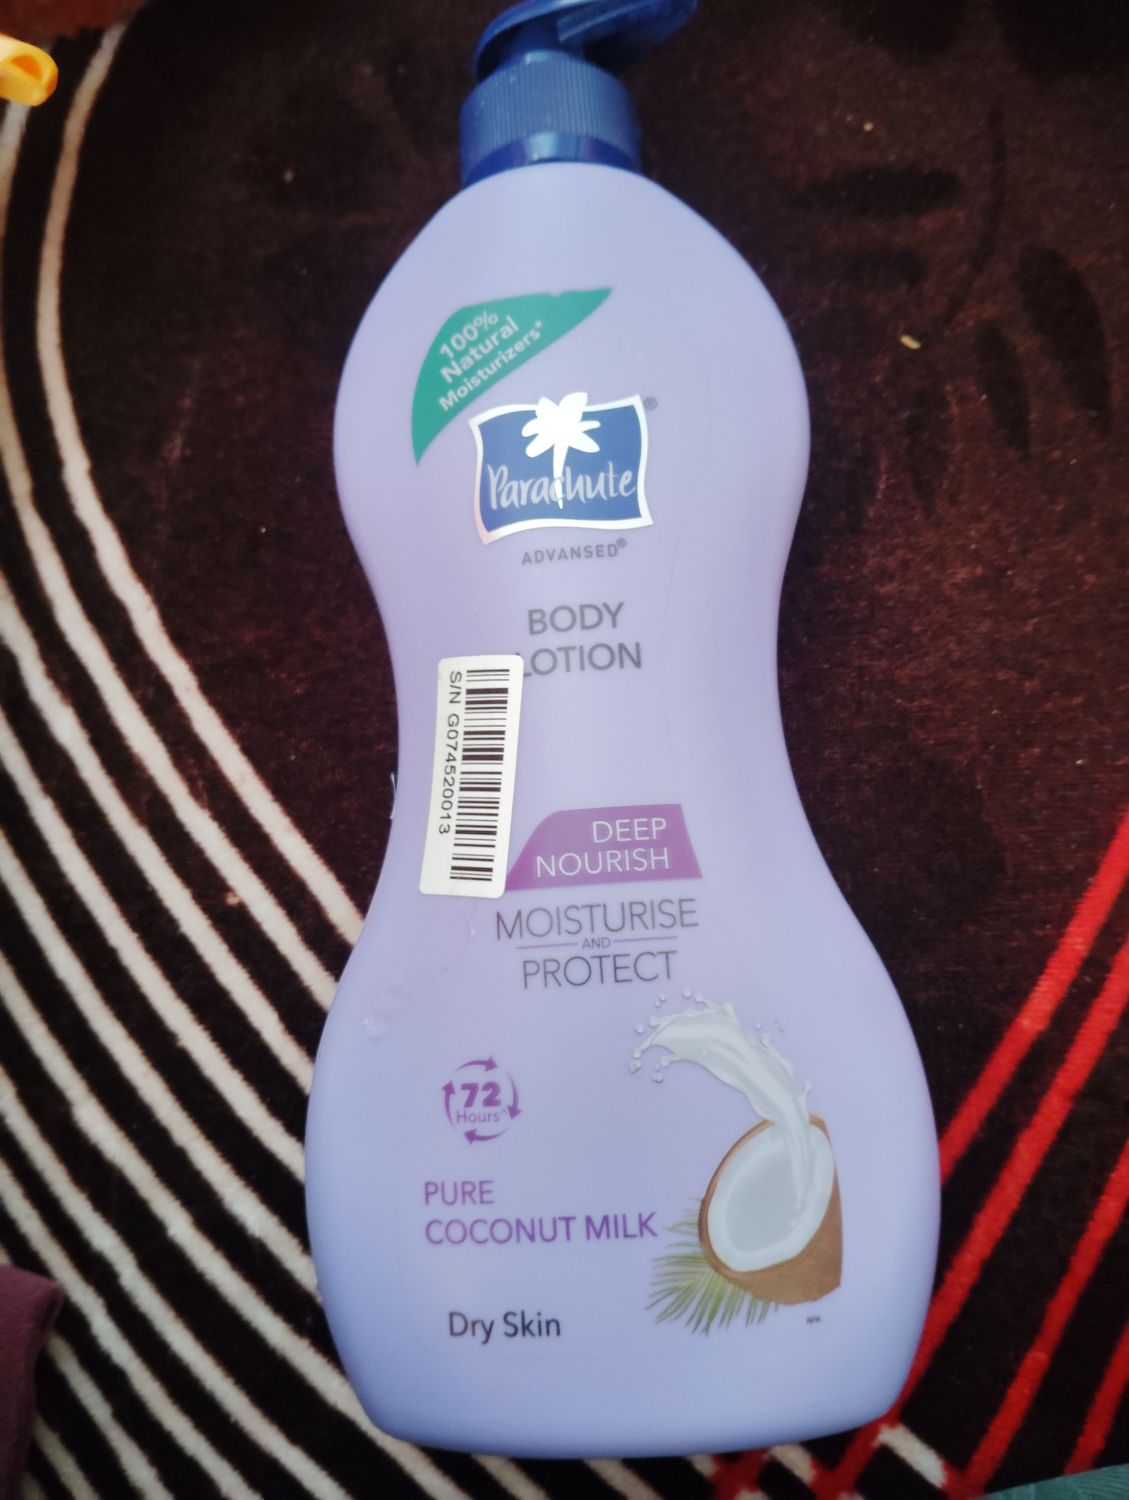 100%
Natural
Moisturizers*
Parachute®
ADVANSED®
BODY
LOTION
S/N G074520013
DEEP
NOURISH
MOISTURISE
AND
PROTECT
72
Hours^
PURE
COCONUT MILK
Dry Skin